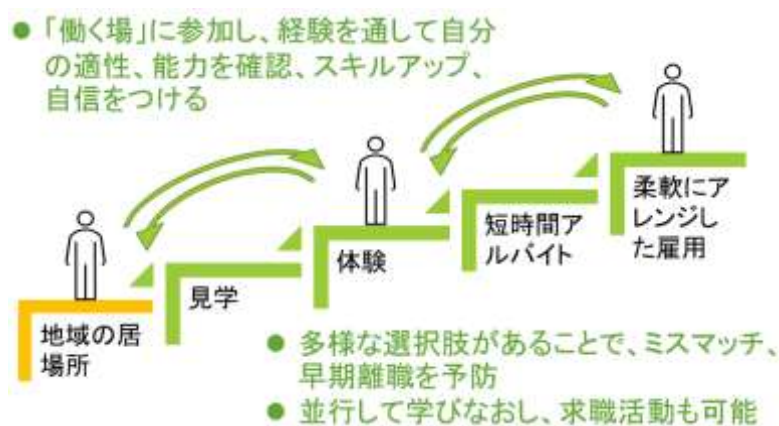 ● 「働く場」に参加し、経験を通して自分
の適性、能力を確認、スキルアップ、
自信をつける
地域の居
場所
見学
体験
短時間ア
ルバイト
柔軟にア
レンジし
た雇用
● 多様な選択肢があることで、ミスマッチ、
早期離職を予防
● 並行して学びなおし、求職活動も可能